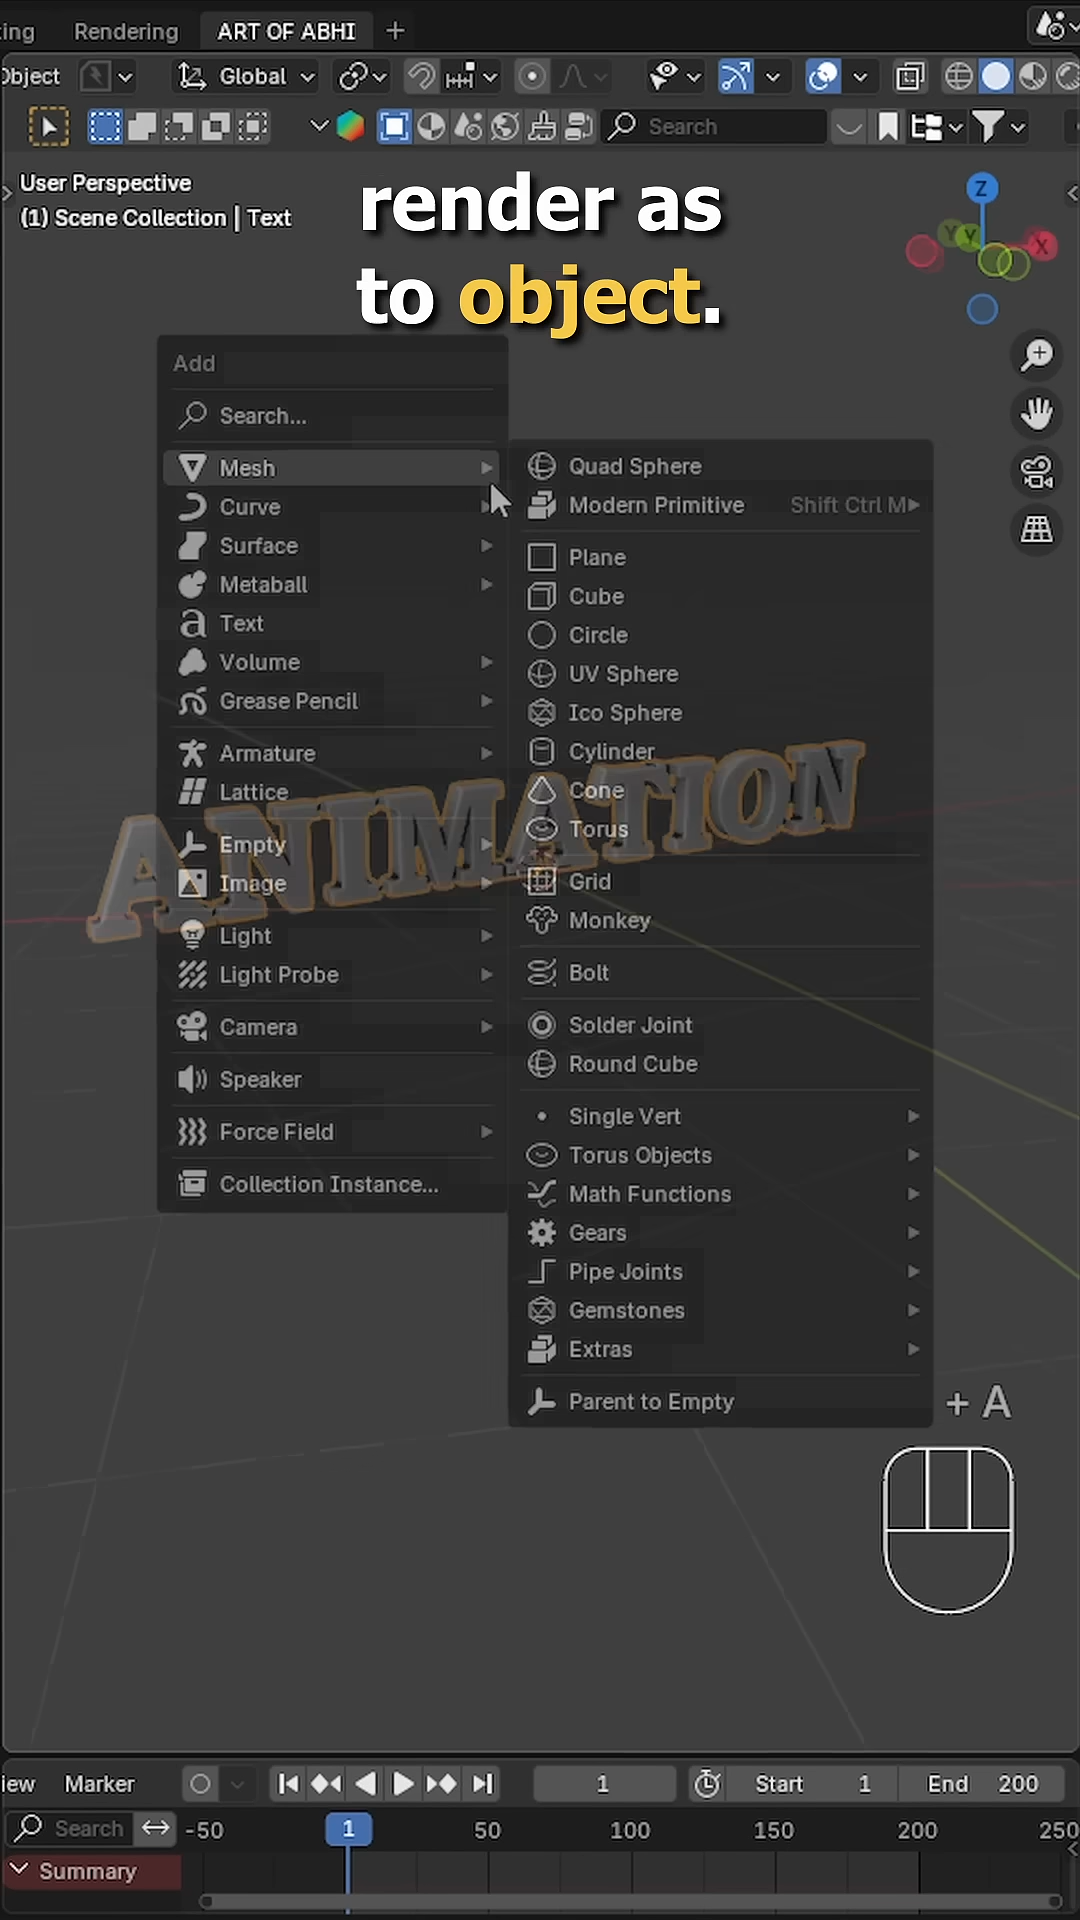 Rendering
ART OF ABHI
+
Object
Global
Search
User Perspective
(1) Scene Collection | Text
render as
to object.
Z
Y
Y
X
Add
Search...
Mesh
Curve
Surface
Metaball
Text
Volume
Grease Pencil
Armature
Lattice
Empty
Image
Light
Light Probe
Camera
Speaker
Force Field
Collection Instance...
Quad Sphere
Modern Primitive Shift Ctrl M
Plane
Cube
Circle
UV Sphere
Ico Sphere
Cylinder
Cone
Torus
Grid
Monkey
Bolt
Solder Joint
Round Cube
Single Vert
Torus Objects
Math Functions
Gears
Pipe Joints
Gemstones
Extras
Parent to Empty
ANIMATION
+ A
iew Marker 1 Start 1 End 200
Search -50 1 50 100 150 200 250
Summary